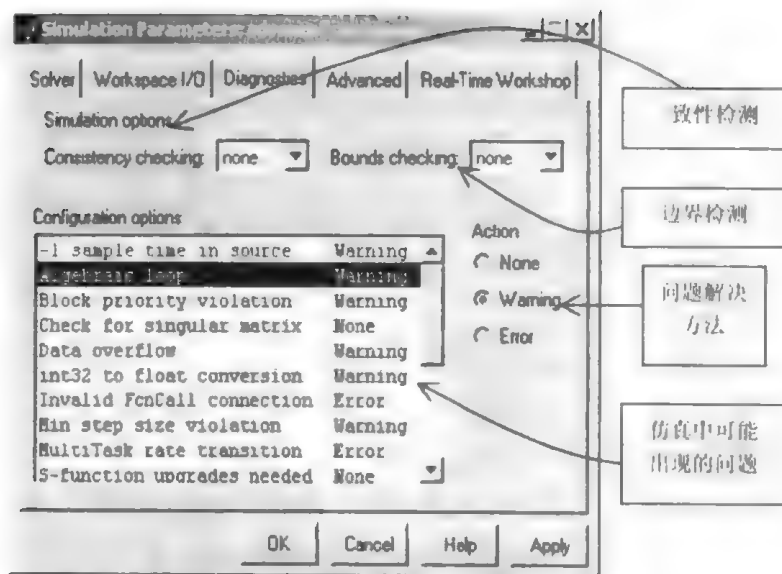 Simulation Parameters:
Solver Workspace I/O Diagnostics Advanced Real-Time Workshop
Simulation options
Consistency checking: none Bounds checking: none
Configuration options
-1 sample time in source Warning
Algebraic loop Warning
Block priority violation Warning
Check for singular matrix None
Data overflow Warning
int32 to float conversion Warning
Invalid FcnCall connection Error
Min step size violation Warning
MultiTask rate transition Error
S-function upgrades needed None
Action
None
Warning
Error
OK Cancel Help Apply
一致性检测
边界检测
问题解决
方法
仿真中可能
出现的问题